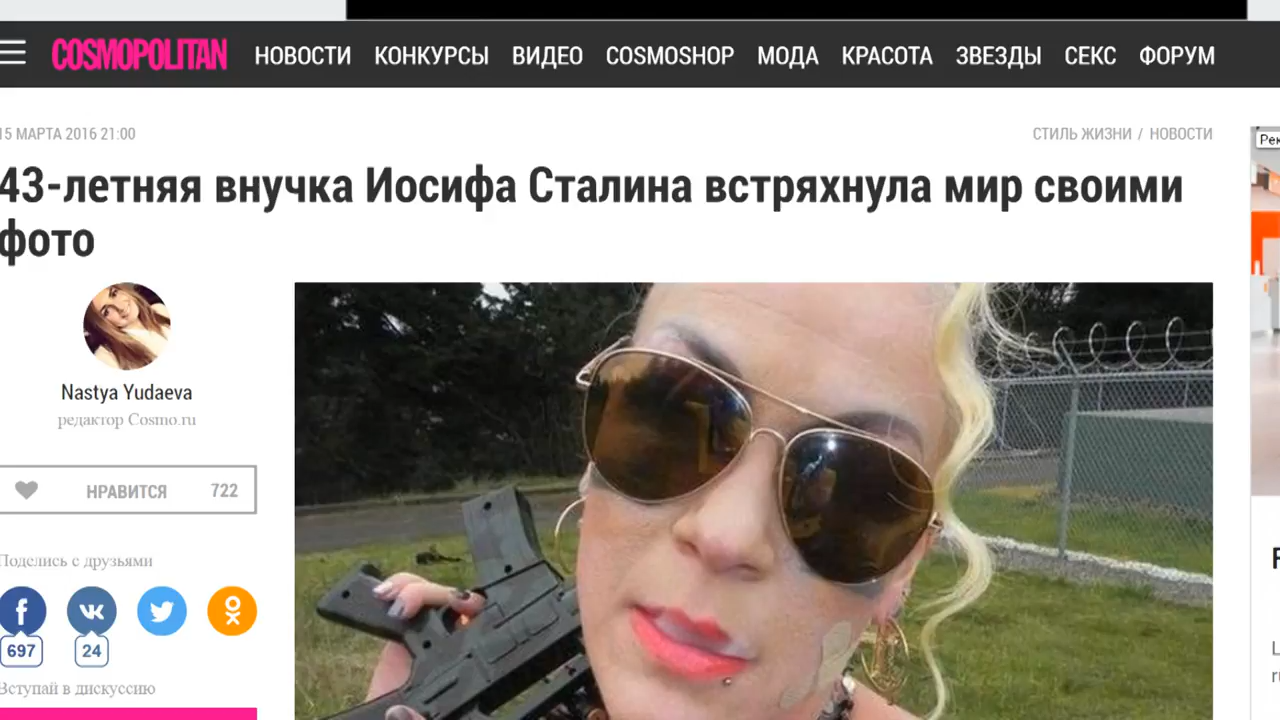 COSMOPOLITAN НОВОСТИ КОНКУРСЫ ВИДЕО COSMOSHOP МОДА КРАСОТА ЗВЕЗДЫ СЕКС ФОРУМ
15 МАРТА 2016 21:00
СТИЛЬ ЖИЗНИ / НОВОСТИ
43-летняя внучка Иосифа Сталина встряхнула мир своими
фото
Nastya Yudaeva
редактор Cosmo.ru
НРАВИТСЯ 722
Поделись с друзьями
697 24
Вступай в дискуссию